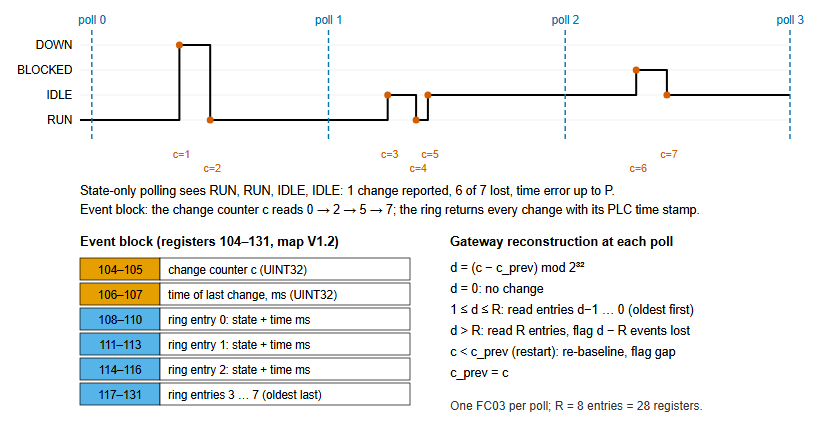 poll 0 poll 1 poll 2 poll 3
DOWN
BLOCKED
IDLE
RUN
c=1 c=3 c=5 c=7
c=2 c=4 c=6
State-only polling sees RUN, RUN, IDLE, IDLE: 1 change reported, 6 of 7 lost, time error up to P.
Event block: the change counter c reads 0 → 2 → 5 → 7; the ring returns every change with its PLC time stamp.
Event block (registers 104–131, map V1.2)
104–105 change counter c (UINT32)
106–107 time of last change, ms (UINT32)
108–110 ring entry 0: state + time ms
111–113 ring entry 1: state + time ms
114–116 ring entry 2: state + time ms
117–131 ring entries 3 … 7 (oldest last)
Gateway reconstruction at each poll
d = (c − c_prev) mod 2³²
d = 0: no change
1 ≤ d ≤ R: read entries d−1 … 0 (oldest first)
d > R: read R entries, flag d − R events lost
c < c_prev (restart): re-baseline, flag gap
c_prev = c
One FC03 per poll; R = 8 entries = 28 registers.